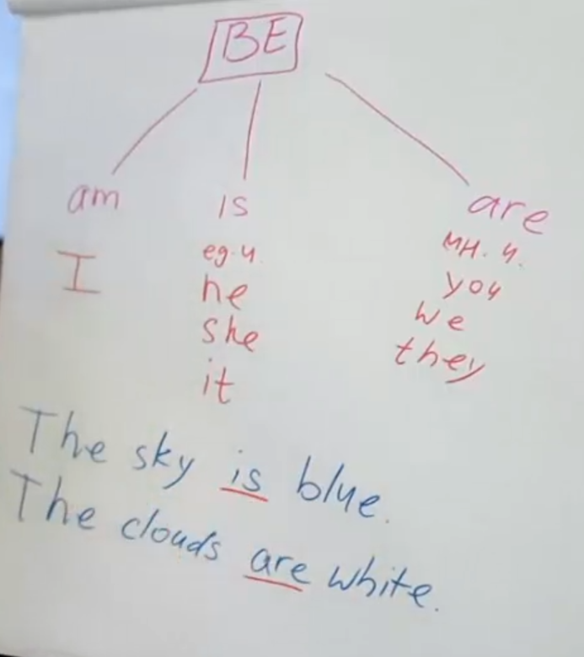 BE
am is are
ед.ч. мн.ч.
I he you
she we
it they
The sky is blue.
The clouds are white.